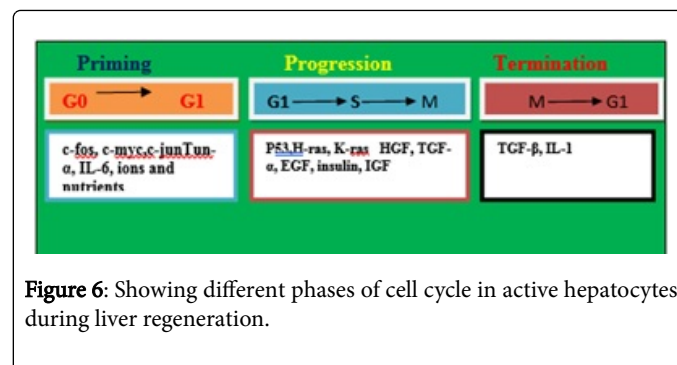 Priming Progression Termination
G0 G1 G1 S M M G1
c-fos, c-myc,c-junTun-
α, IL-6, ions and
nutrients
P53,H-ras, K-ras HGF, TGF-
α, EGF, insulin, IGF
TGF-β, IL-1
Figure 6: Showing different phases of cell cycle in active hepatocytes
during liver regeneration.